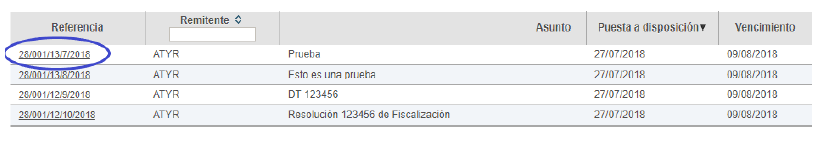 Referencia Remitente Asunto Puesta a disposición▼ Vencimiento
28/001/13/7/2018 ATYR Prueba 27/07/2018 09/08/2018
28/001/13/8/2018 ATYR Esto es una prueba 27/07/2018 09/08/2018
28/001/12/9/2018 ATYR DT 123456 27/07/2018 09/08/2018
28/001/12/10/2018 ATYR Resolución 123456 de Fiscalización 27/07/2018 09/08/2018